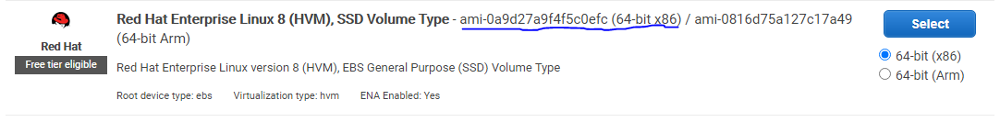 Red Hat
Free tier eligible
Red Hat Enterprise Linux 8 (HVM), SSD Volume Type - ami-0a9d27a9f4f5c0efc (64-bit x86) / ami-0816d75a127c17a49
(64-bit Arm)
Red Hat Enterprise Linux version 8 (HVM), EBS General Purpose (SSD) Volume Type
Root device type: ebs Virtualization type: hvm ENA Enabled: Yes
Select
64-bit (x86)
64-bit (Arm)